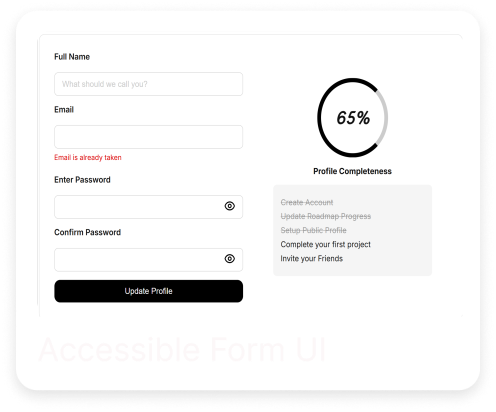 Full Name
What should we call you?
Email
Email is already taken
Enter Password
Confirm Password
Update Profile
65%
Profile Completeness
Create Account
Update Roadmap Progress
Setup Public Profile
Complete your first project
Invite your Friends
Accessible Form UI